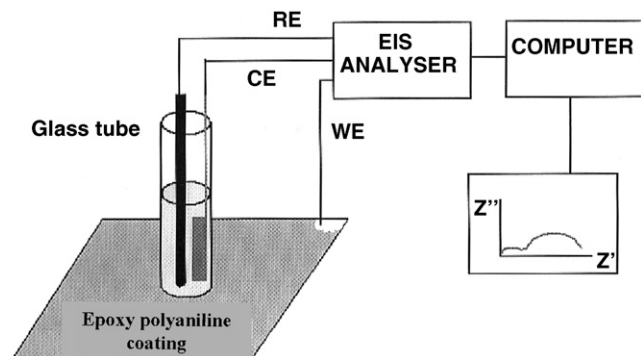 RE
EIS
ANALYSER
COMPUTER
CE
Glass tube
WE
Z''
Z'
Epoxy polyaniline
coating